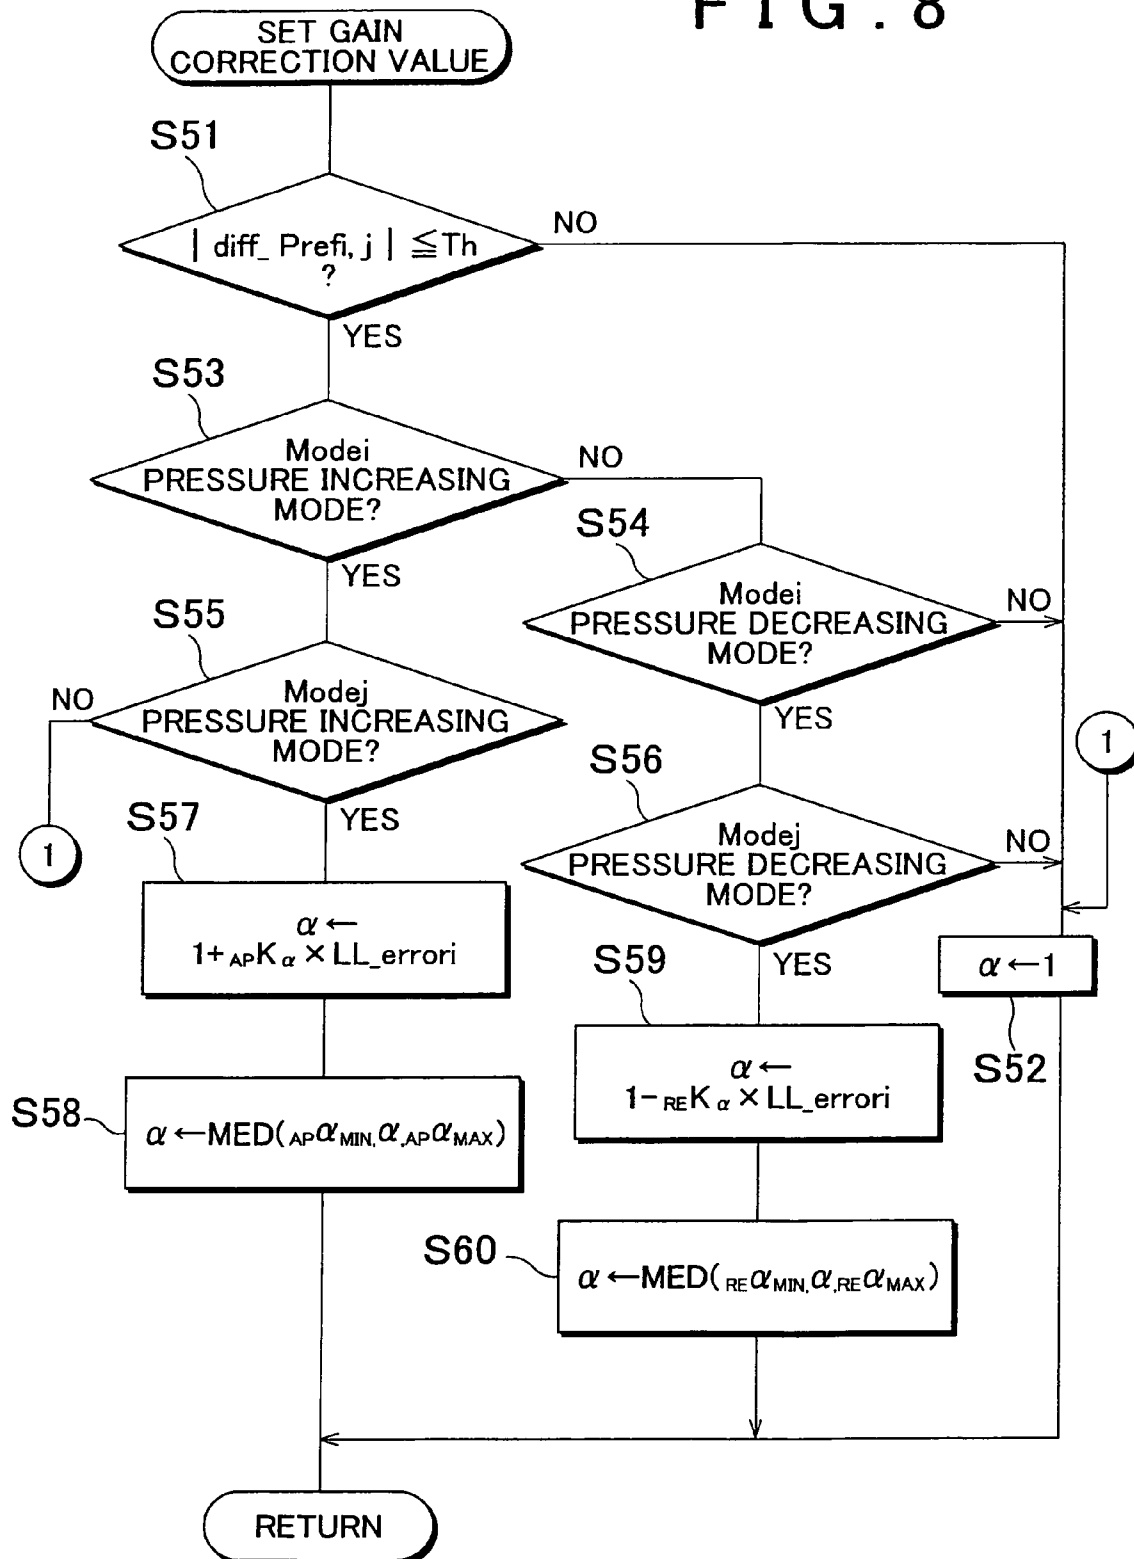 FIG.8
SET GAIN
CORRECTION VALUE
S51
| diff_ Prefi, j | ≦Th
?
NO
YES
S53
Modei
PRESSURE INCREASING
MODE?
NO
YES
S54
Modei
PRESSURE DECREASING
MODE?
NO
YES
S55
Modej
PRESSURE INCREASING
MODE?
NO
YES
1
1
S56
Modej
PRESSURE DECREASING
MODE?
NO
YES
S57
α←
1+APKα×LL_errori
α←1
S52
S59
α←
1-REKα×LL_errori
S58
α←MED(APαMIN,α,APαMAX)
S60
α←MED(REαMIN,α,REαMAX)
RETURN